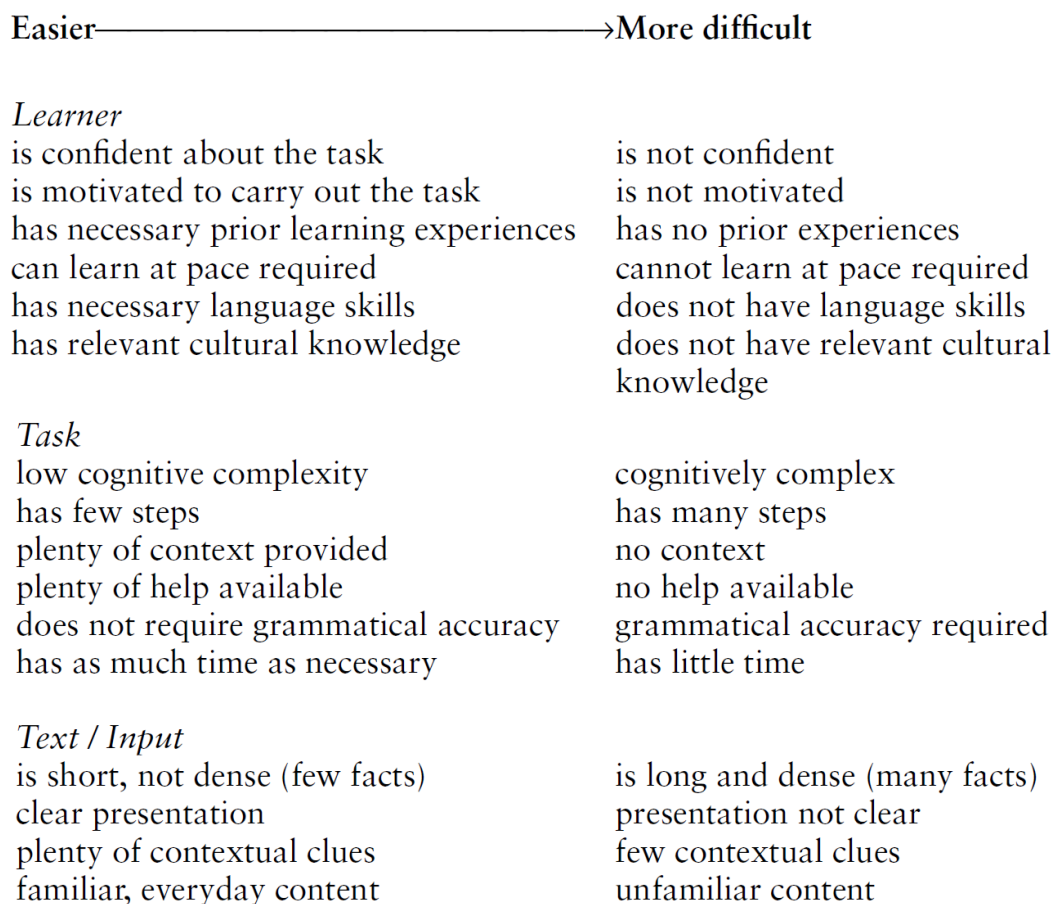 Easier→More difficult
Learner
is confident about the task is not confident
is motivated to carry out the task is not motivated
has necessary prior learning experiences has no prior experiences
can learn at pace required cannot learn at pace required
has necessary language skills does not have language skills
has relevant cultural knowledge does not have relevant cultural
knowledge
Task
low cognitive complexity cognitively complex
has few steps has many steps
plenty of context provided no context
plenty of help available no help available
does not require grammatical accuracy grammatical accuracy required
has as much time as necessary has little time
Text / Input
is short, not dense (few facts) is long and dense (many facts)
clear presentation presentation not clear
plenty of contextual clues few contextual clues
familiar, everyday content unfamiliar content